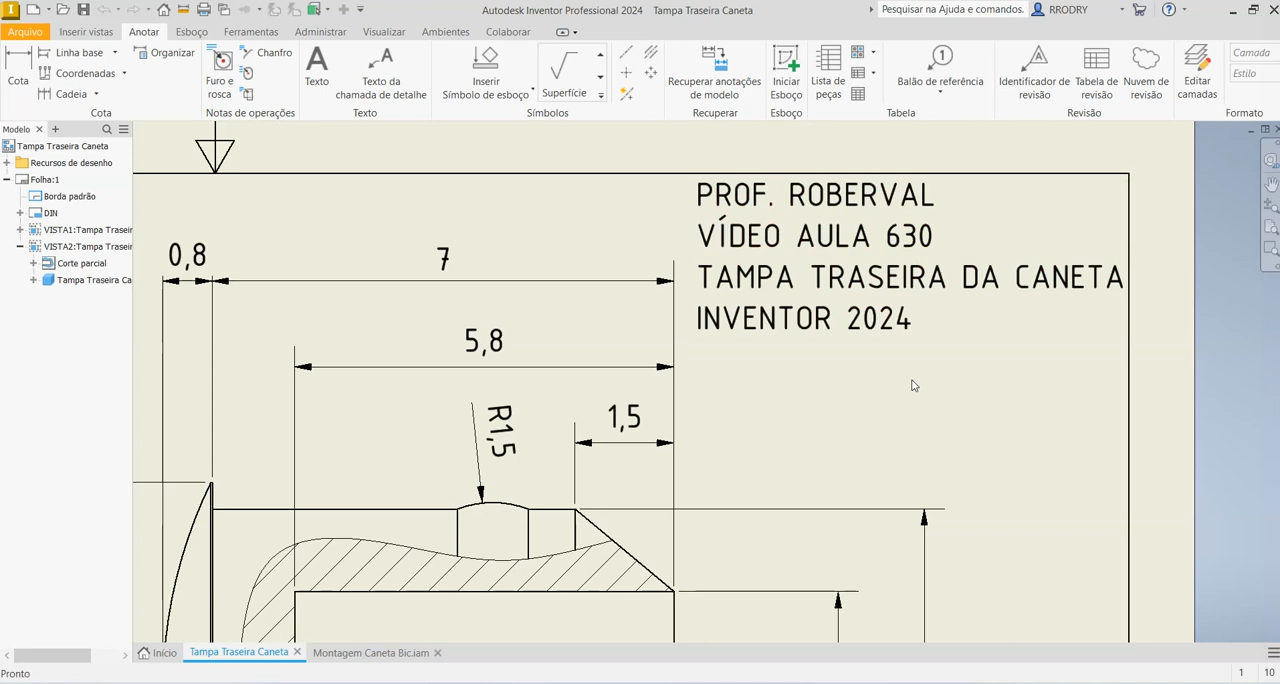 Autodesk Inventor Professional 2024 Tampa Traseira Caneta
Pesquisar na Ajuda e comandos.
RRODRY
Arquivo Inserir vistas Anotar Esboço Ferramentas Administrar Visualizar Ambientes Colaborar
Cota
Linha base
Coordenadas
Cadeia
Organizar
Cota
Furo e rosca
Chanfro
Notas de operações
Texto
Texto da chamada de detalhe
Texto
Inserir Símbolo de esboço
Superfície
Símbolos
Recuperar anotações de modelo
Recuperar
Iniciar Esboço
Esboço
Lista de peças
Balão de referência
Tabela
Identificador de revisão
Tabela de revisão
Nuvem de revisão
Revisão
Editar camadas
Camada
Estilo
Formato
Modelo
Tampa Traseira Caneta
Recursos de desenho
Folha:1
Borda padrão
DIN
VISTA1:Tampa Traseir
VISTA2:Tampa Traseir
Corte parcial
Tampa Traseira Ca
PROF. ROBERVAL
VÍDEO AULA 630
TAMPA TRASEIRA DA CANETA
INVENTOR 2024
0,8
7
5,8
1,5
R1,5
Início Tampa Traseira Caneta Montagem Caneta Bic.iam
Pronto
1 10